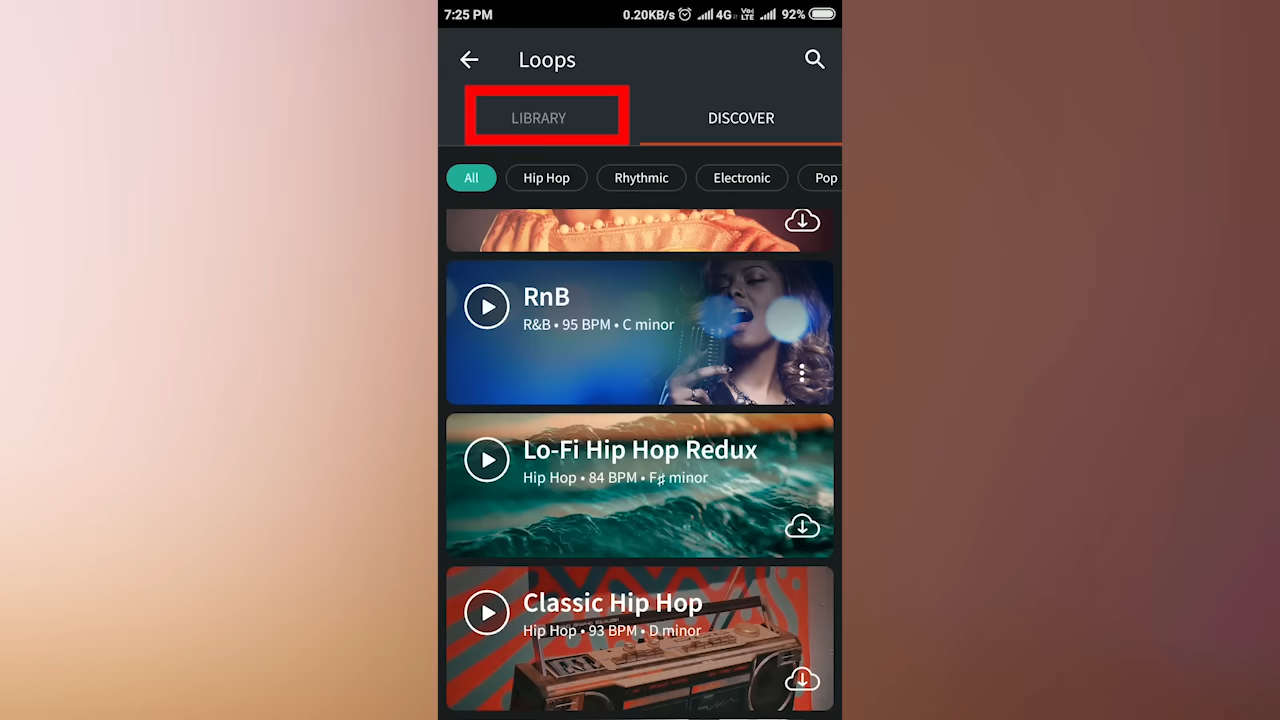 7:25 PM 0.20KB/s 4G Vo) LTE 92%
Loops
LIBRARY DISCOVER
All Hip Hop Rhythmic Electronic Pop
RnB
R&B • 95 BPM • C minor
Lo-Fi Hip Hop Redux
Hip Hop • 84 BPM • F♯ minor
Classic Hip Hop
Hip Hop • 93 BPM • D minor